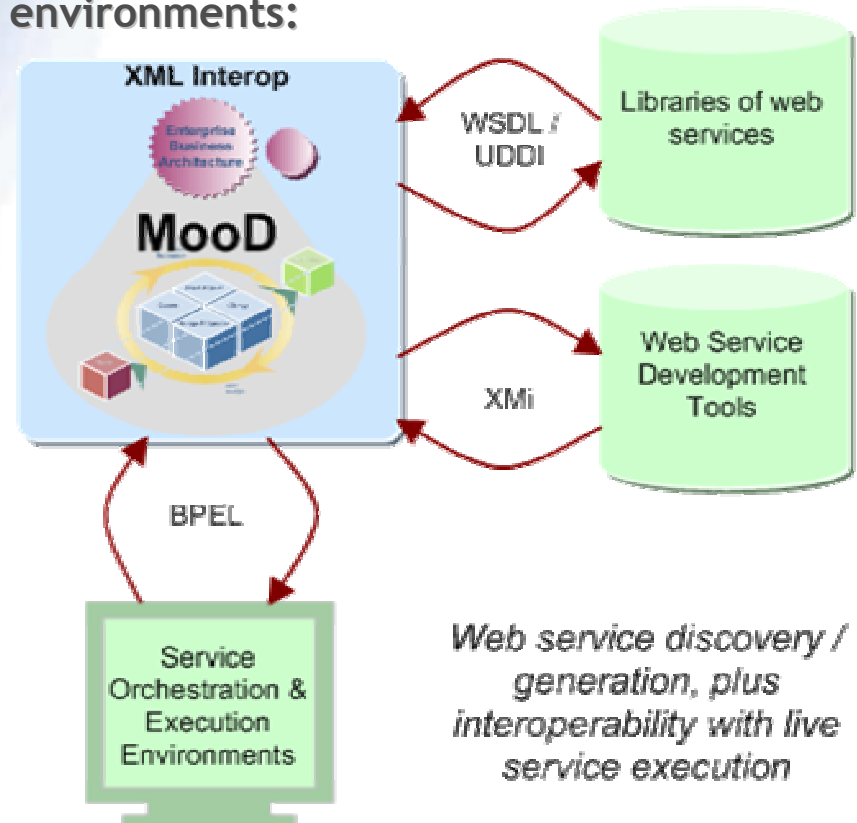 environments:
XML Interop
Enterprise
Business
Architecture
MooD
WSDL /
UDDI
Libraries of web
services
XMi
Web Service
Development
Tools
BPEL
Service
Orchestration &
Execution
Environments
Web service discovery /
generation, plus
interoperability with live
service execution